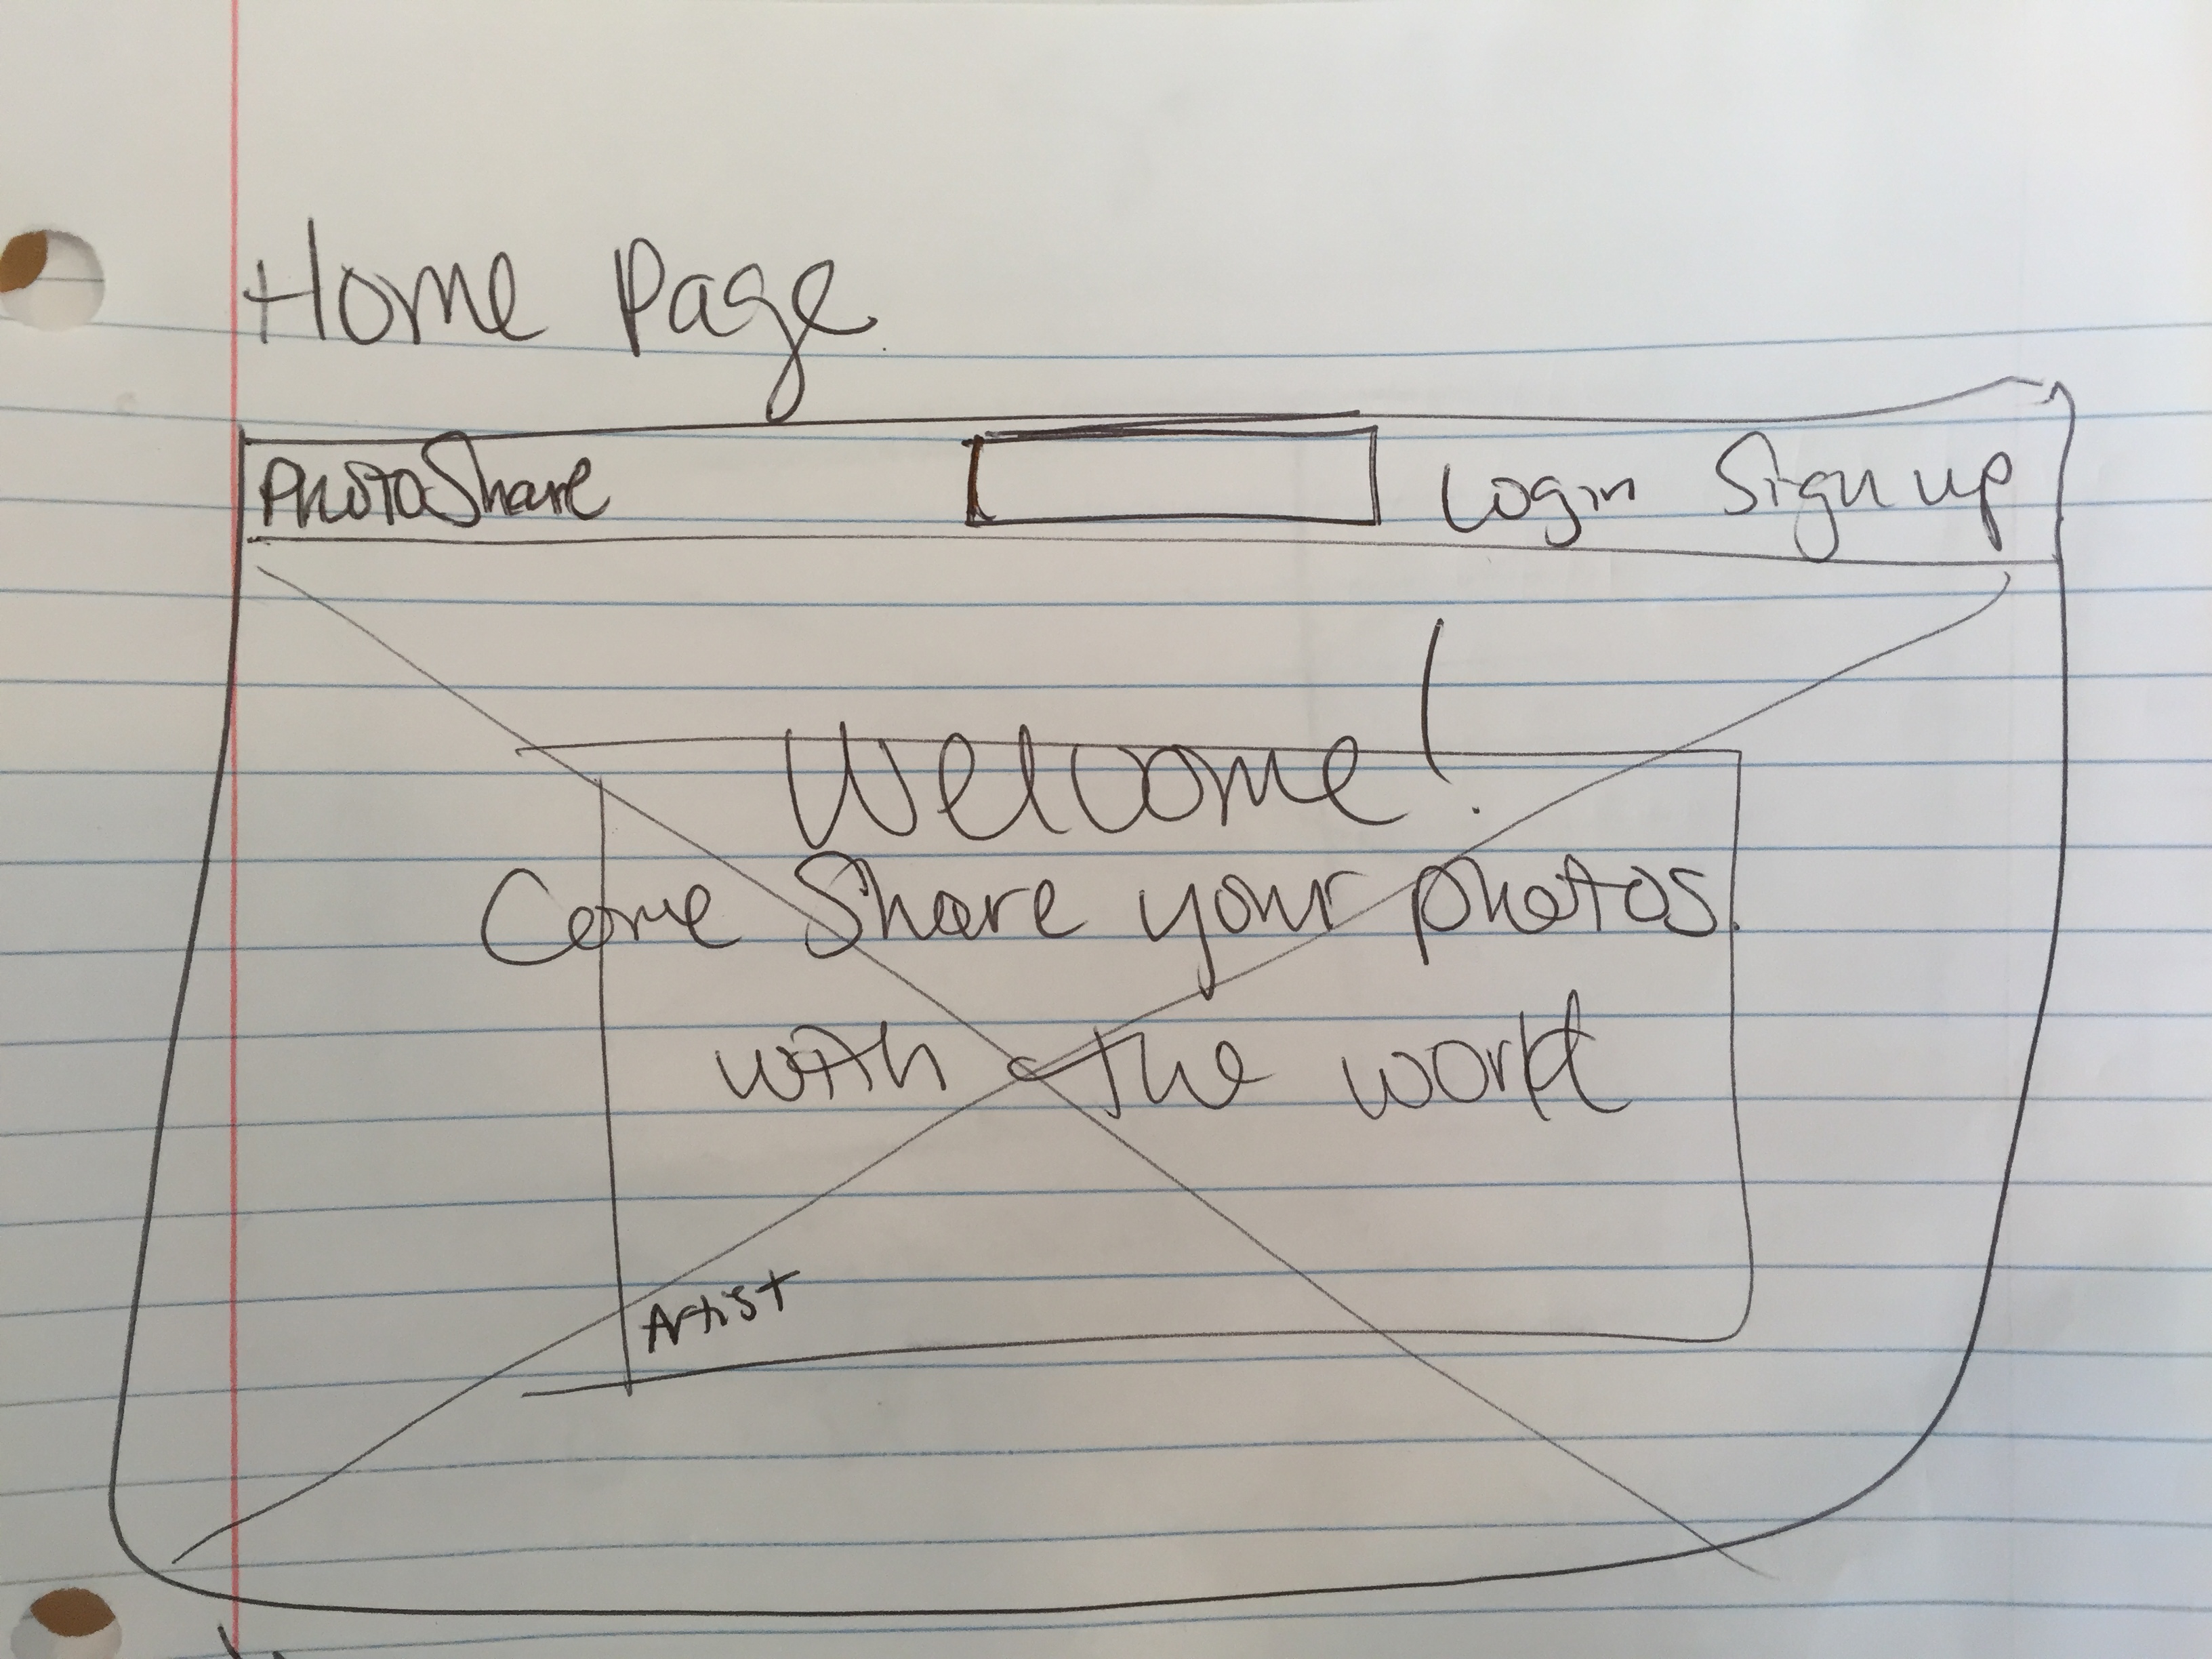 Home Page
PhotoShare Login Sign up
Welcome!
Come Share your photos.
with the world
Artist